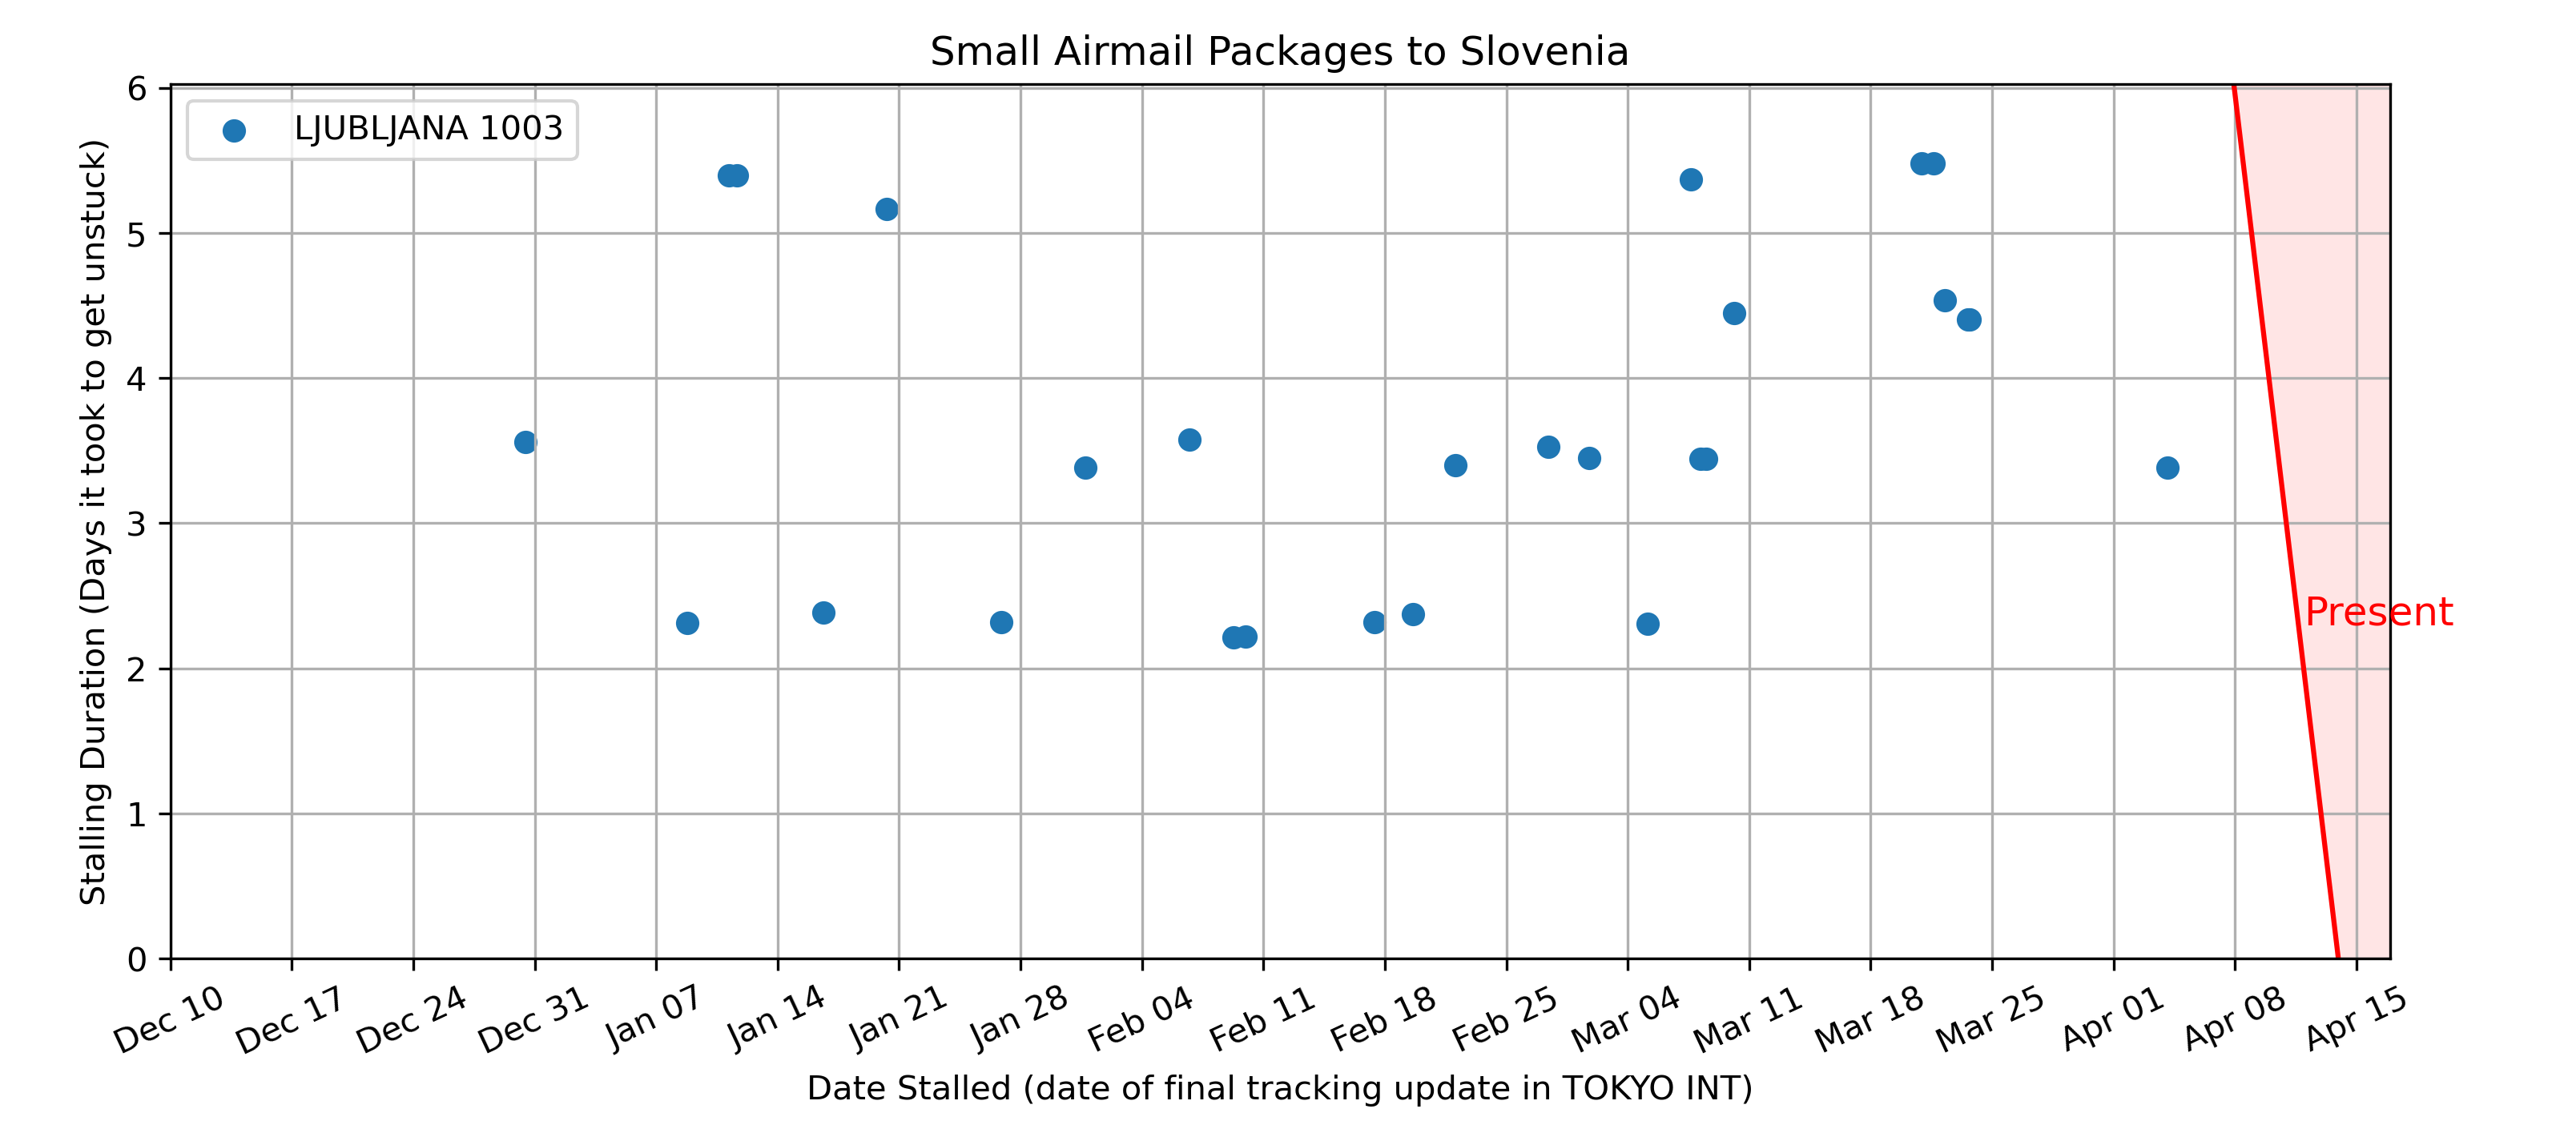 Small Airmail Packages to Slovenia
LJUBLJANA 1003
Stalling Duration (Days it took to get unstuck)
6
5
4
3
2
1
0
Present
Dec 10
Dec 17
Dec 24
Dec 31
Jan 07
Jan 14
Jan 21
Jan 28
Feb 04
Feb 11
Feb 18
Feb 25
Mar 04
Mar 11
Mar 18
Mar 25
Apr 01
Apr 08
Apr 15
Date Stalled (date of final tracking update in TOKYO INT)